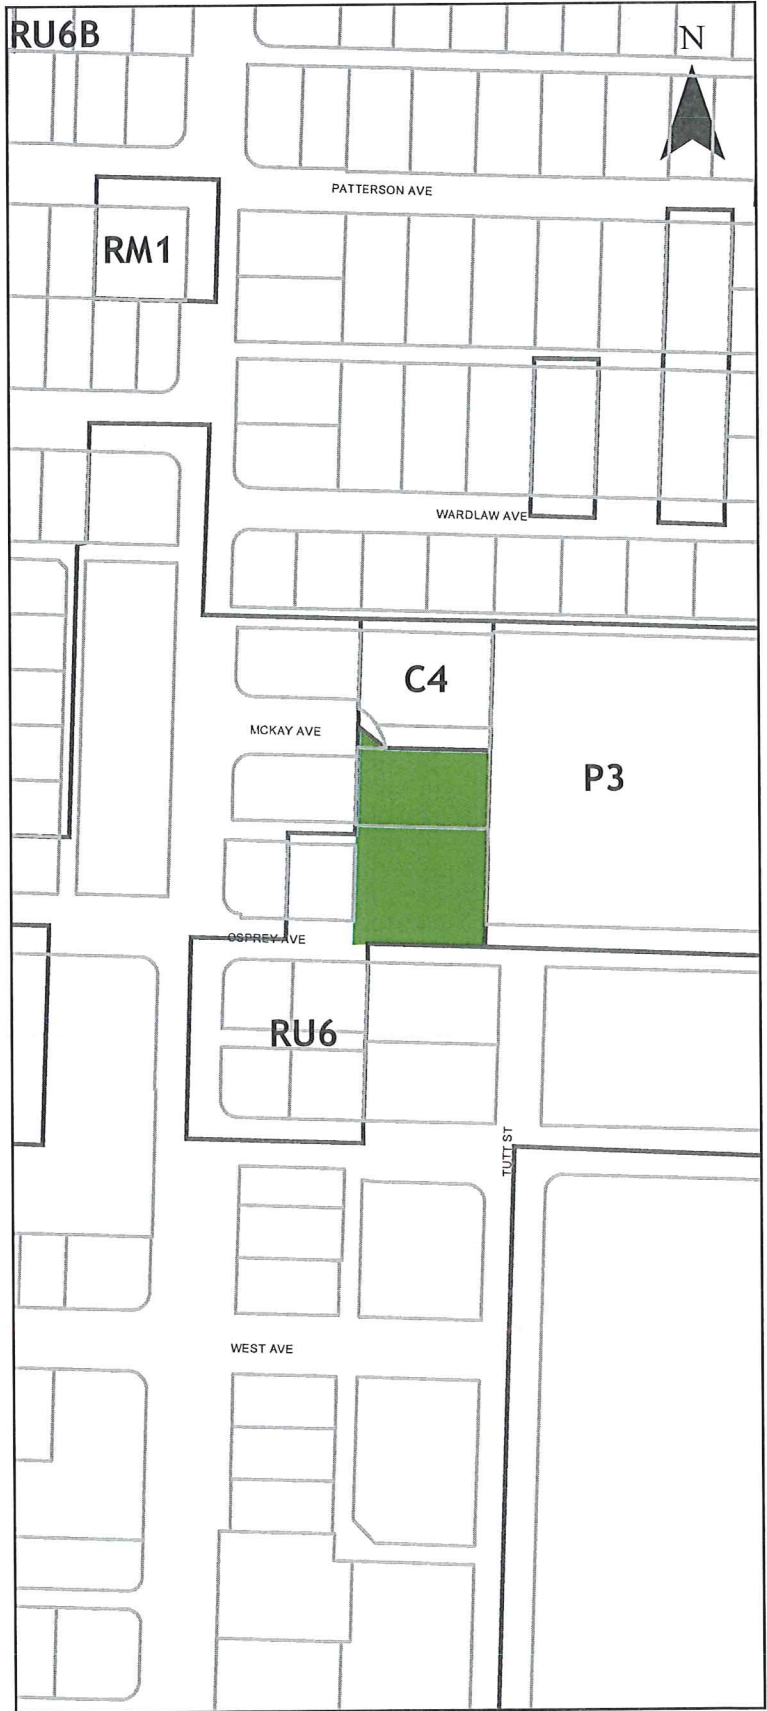 RU6B
N
PATTERSON AVE
RM1
WARDLAW AVE
C4
MCKAY AVE
P3
OSPREY AVE
RU6
TUTT ST
WEST AVE